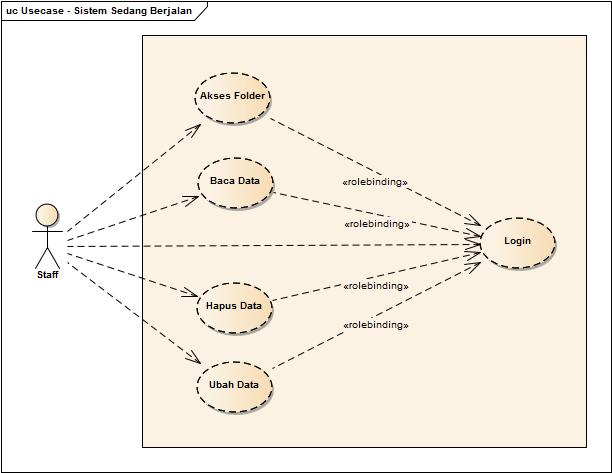 uc Usecase - Sistem Sedang Berjalan
Akses Folder
«rolebinding»
Baca Data
«rolebinding»
Login
Staff
Hapus Data
«rolebinding»
«rolebinding»
Ubah Data